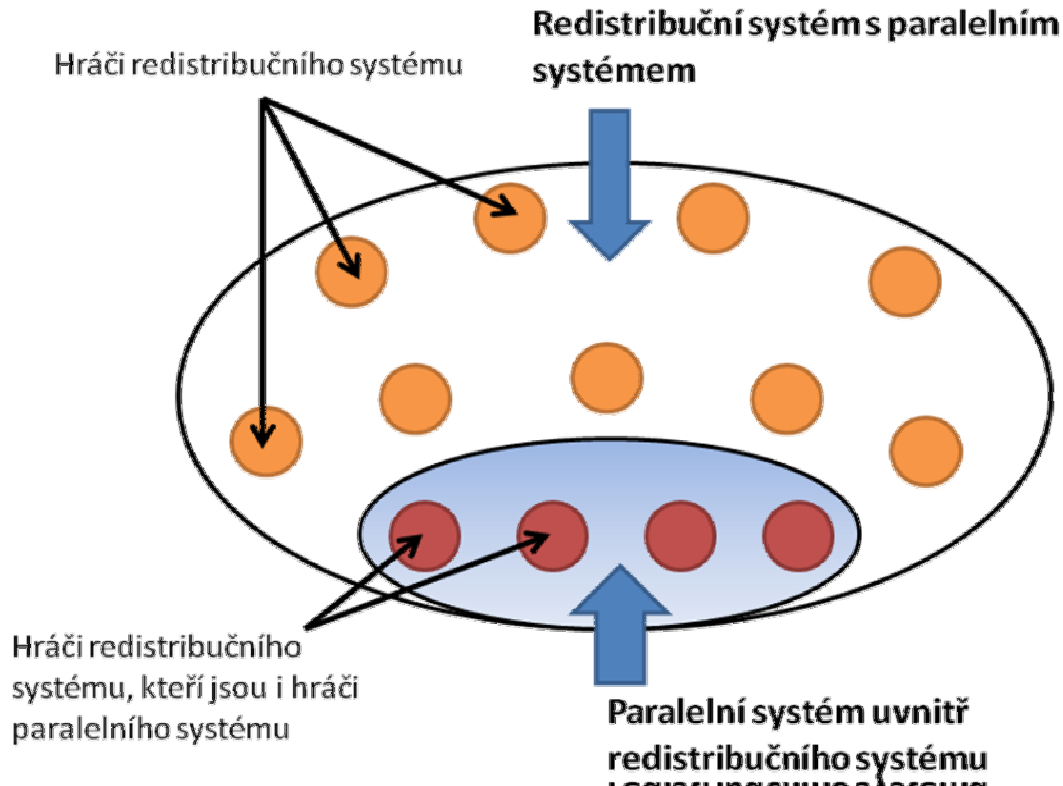 Redistribuční systém s paralelním
systémem
Hráči redistribučního systému
Hráči redistribučního
systému, kteří jsou i hráči
paralelního systému
Paralelní systém uvnitř
redistribučního systému